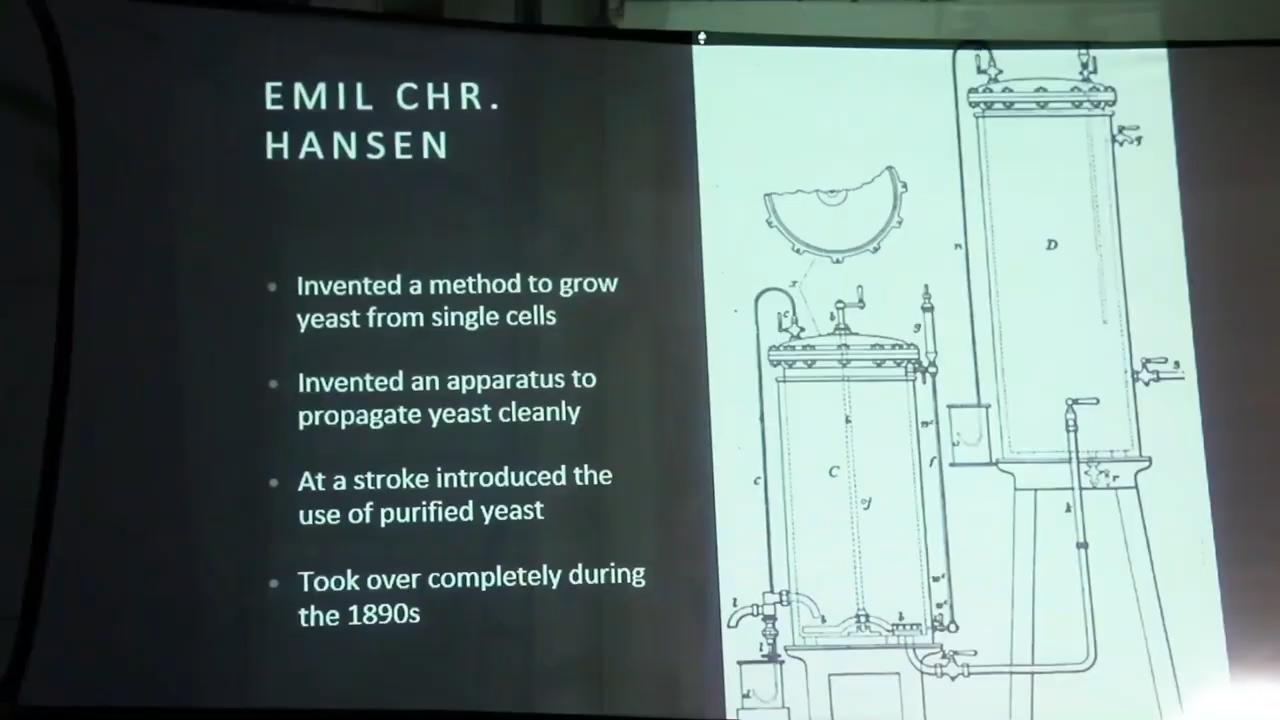 EMIL CHR.
HANSEN
Invented a method to grow
yeast from single cells
Invented an apparatus to
propagate yeast cleanly
At a stroke introduced the
use of purified yeast
Took over completely during
the 1890s
D
n
x
c
b
g
s
C
f
c
r
k
l
b
b
l
d